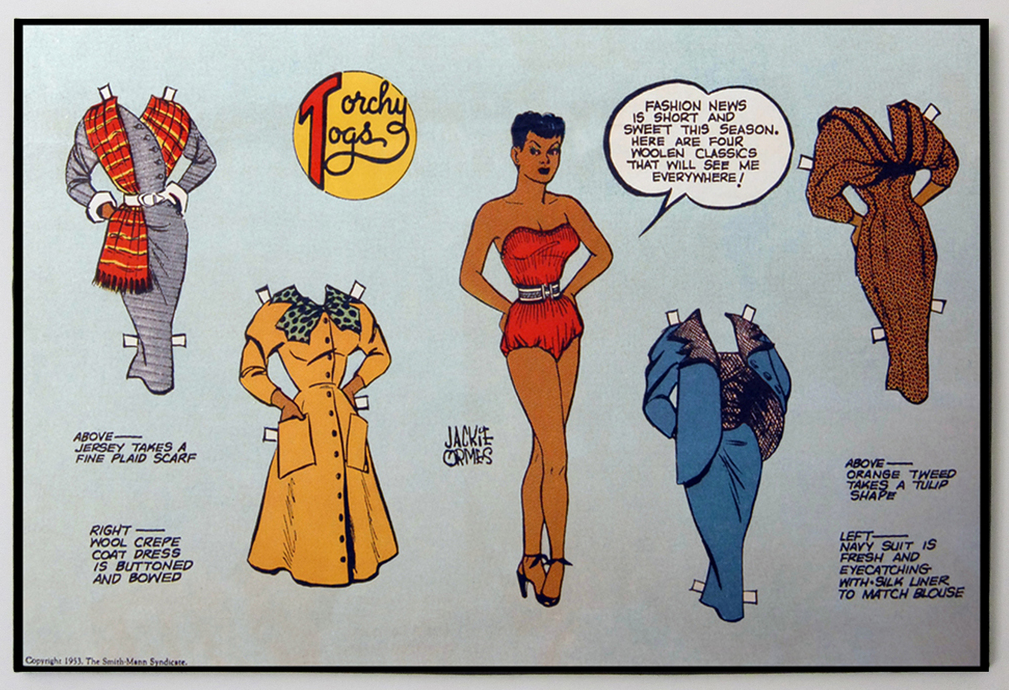 Torchy
Togs
FASHION NEWS
IS SHORT AND
SWEET THIS SEASON.
HERE ARE FOUR
WOOLEN CLASSICS
THAT WILL SEE ME
EVERYWHERE!
JACKIE
ORMES
ABOVE—
JERSEY TAKES A
FINE PLAID SCARF
RIGHT—
WOOL CREPE
COAT DRESS
IS BUTTONED
AND BOWED
ABOVE—
ORANGE TWEED
TAKES A TULIP
SHAPE
LEFT—
NAVY SUIT IS
FRESH AND
EYECATCHING
WITH SILK LINER
TO MATCH BLOUSE
Copyright 1953. The Smith-Mann Syndicate.